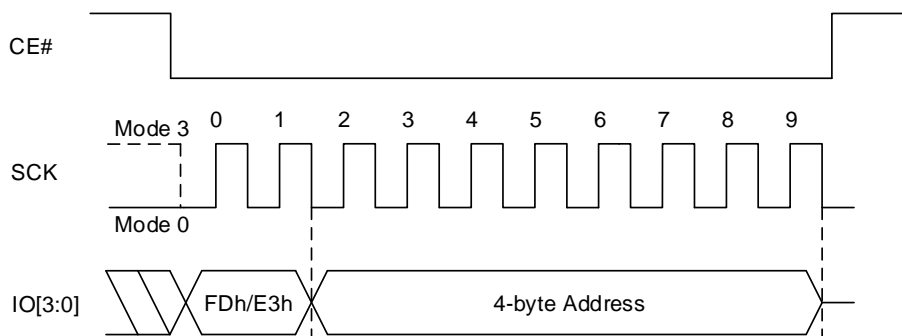 CE#
Mode 3 0 1 2 3 4 5 6 7 8 9
SCK
Mode 0
IO[3:0] FDh/E3h 4-byte Address